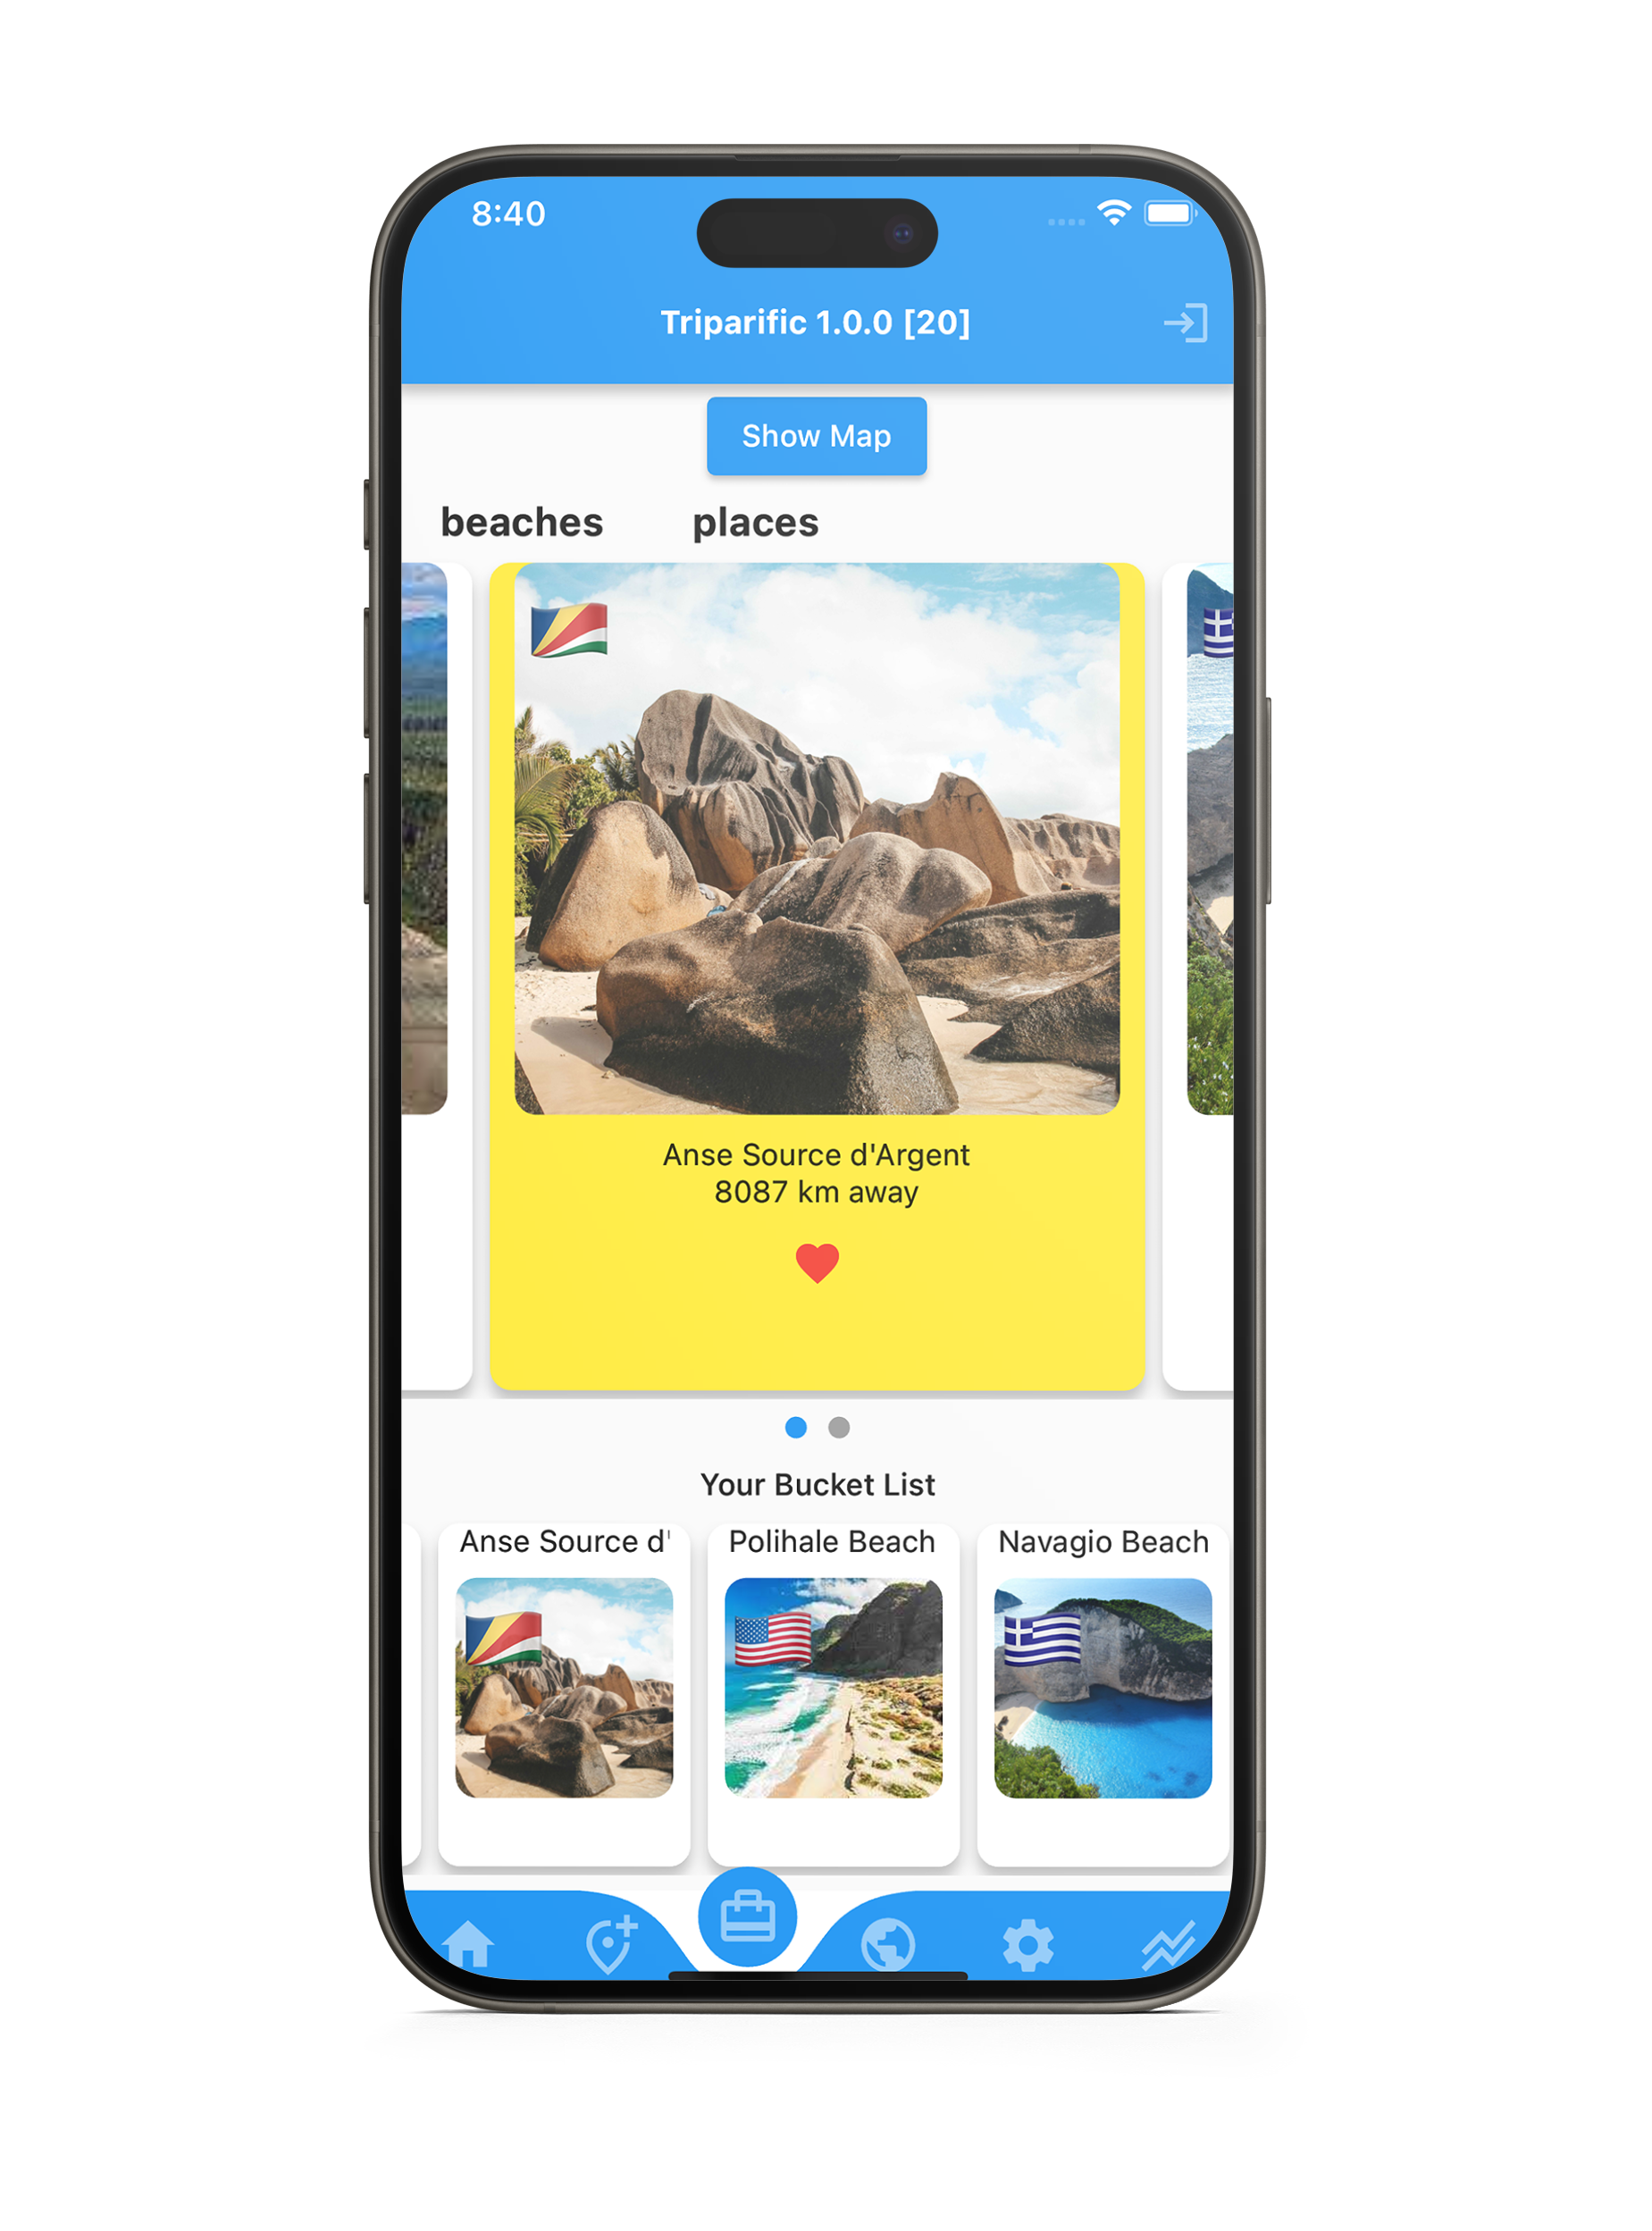 8:40
Triparific 1.0.0 [20]
Show Map
beaches places
Anse Source d'Argent
8087 km away
Your Bucket List
Anse Source d'
Polihale Beach
Navagio Beach